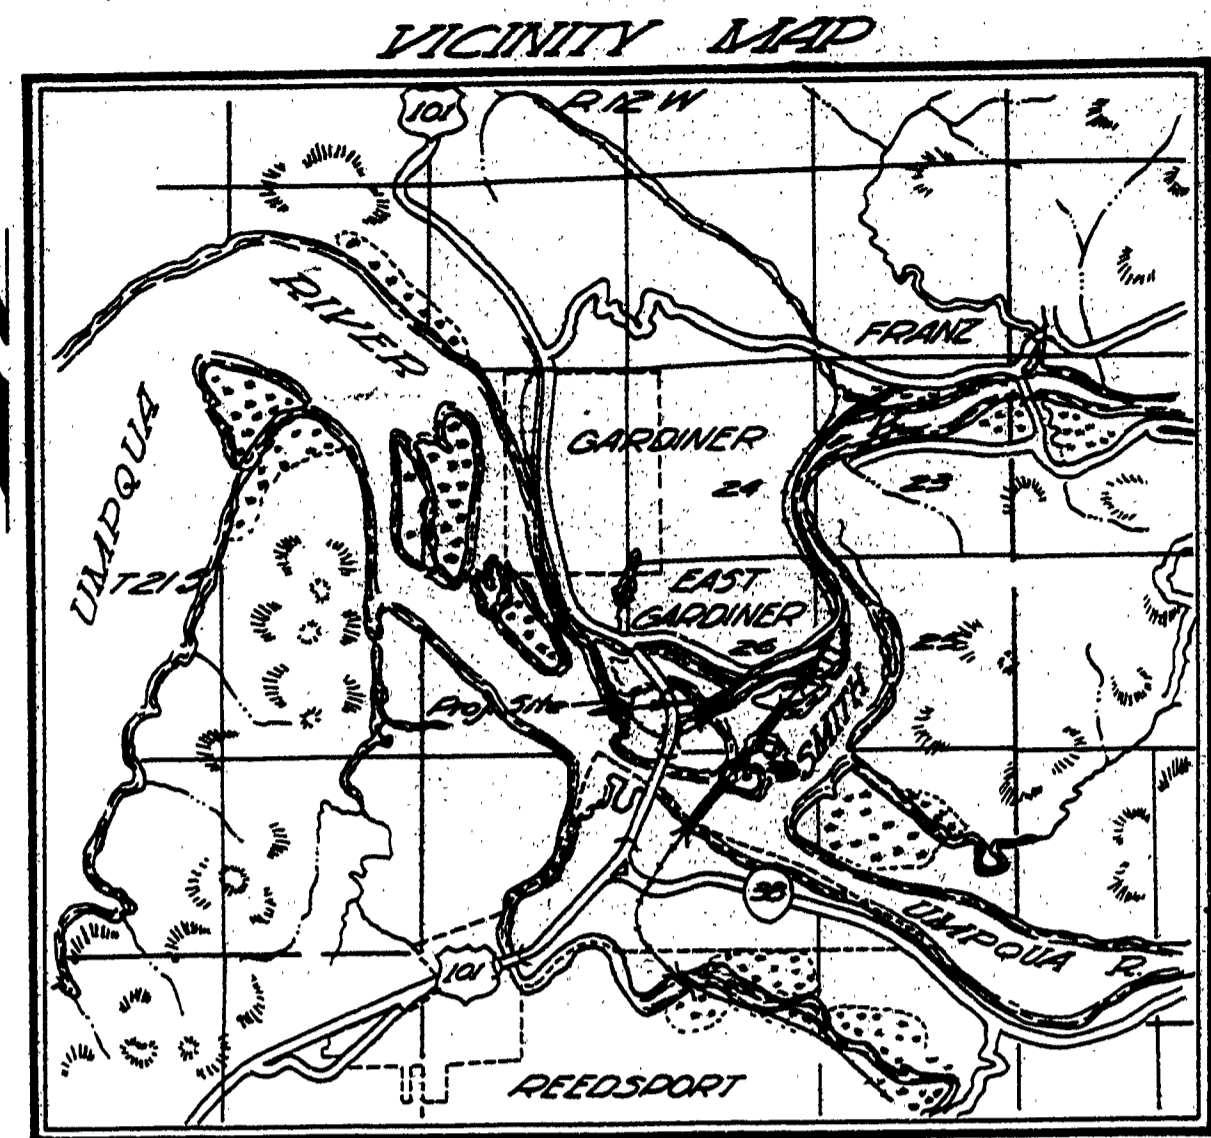 VICINITY MAP
101
R 12 W
RIVER
FRANZ
UMPQUA
GARDINER
24
23
T21S
EAST
GARDINER
26
25
Prop. Site
SMITH
38
UMPQUA R.
101
REEDSPORT